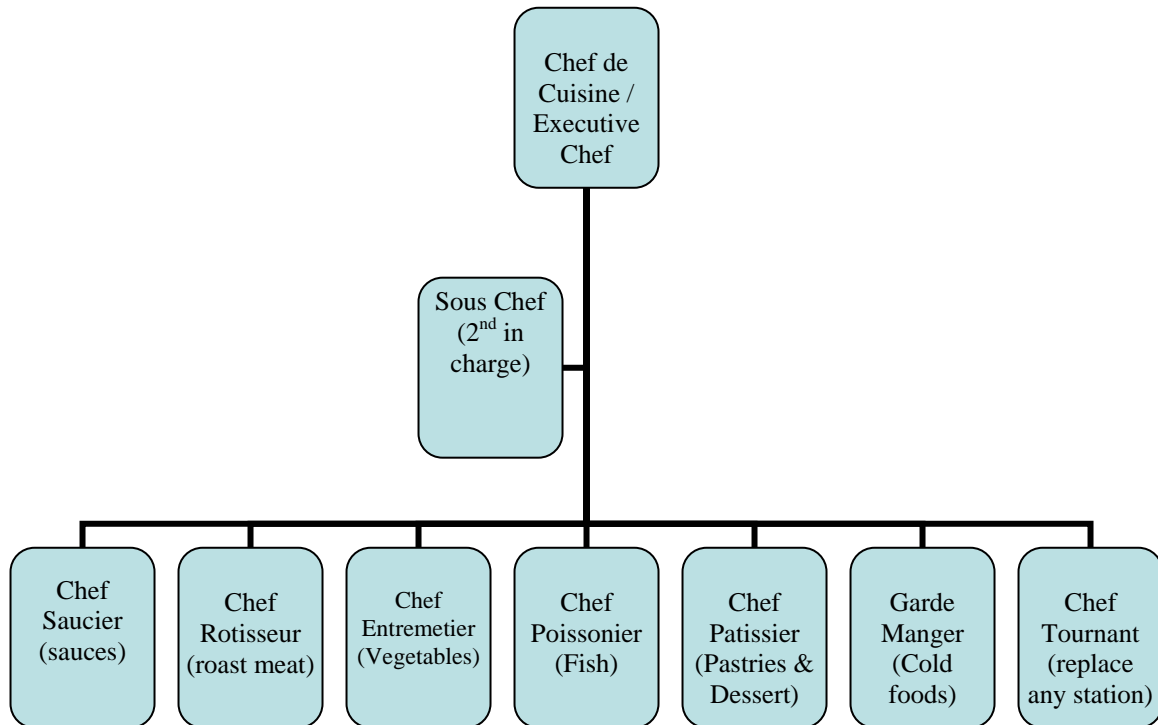 Chef de
Cuisine /
Executive
Chef
Sous Chef
(2nd in
charge)
Chef
Saucier
(sauces)
Chef
Rotisseur
(roast meat)
Chef
Entremetier
(Vegetables)
Chef
Poissonier
(Fish)
Chef
Patissier
(Pastries &
Dessert)
Garde
Manger
(Cold
foods)
Chef
Tournant
(replace
any station)